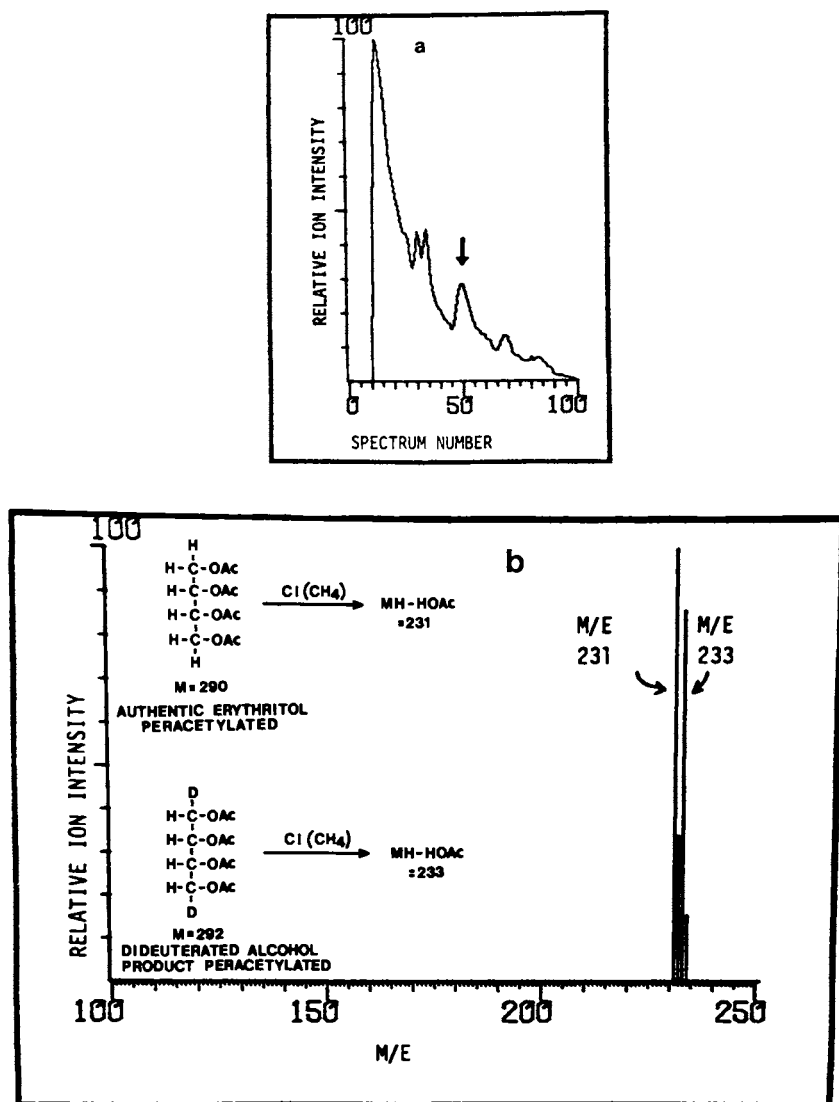 100
a
RELATIVE ION INTENSITY
0 50 100
SPECTRUM NUMBER
100
b
H
H-C-OAc
H-C-OAc
H-C-OAc
H-C-OAc
H
CI(CH4)
MH-HOAc
=231
M=290
AUTHENTIC ERYTHRITOL
PERACETYLATED
M/E
231
M/E
233
RELATIVE ION INTENSITY
D
H-C-OAc
H-C-OAc
H-C-OAc
H-C-OAc
D
CI(CH4)
MH-HOAc
=233
M=292
DIDEUTERATED ALCOHOL
PRODUCT PERACETYLATED
100 150 200 250
M/E